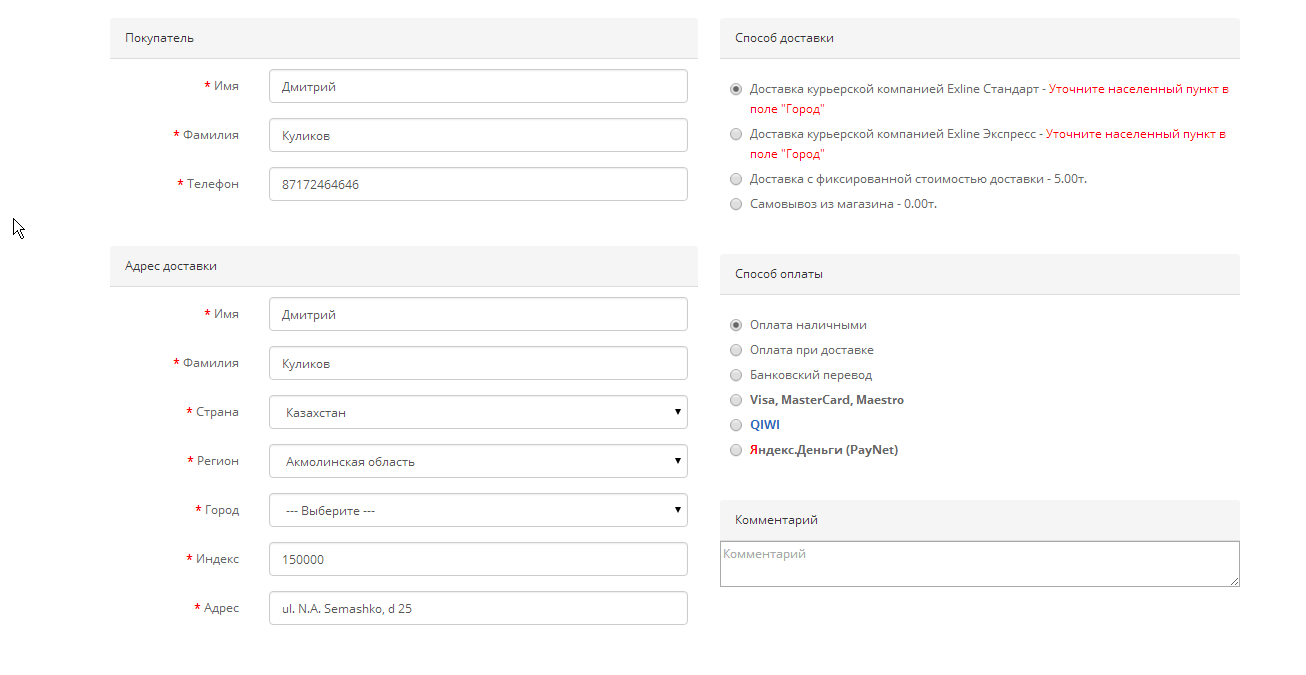 Покупатель
* Имя
Дмитрий
* Фамилия
Куликов
* Телефон
87172464646
Адрес доставки
* Имя
Дмитрий
* Фамилия
Куликов
* Страна
Казахстан
* Регион
Акмолинская область
* Город
--- Выберите ---
* Индекс
150000
* Адрес
ul. N.A. Semashko, d 25
Способ доставки
Доставка курьерской компанией Exline Стандарт - Уточните населенный пункт в
поле "Город"
Доставка курьерской компанией Exline Экспресс - Уточните населенный пункт в
поле "Город"
Доставка с фиксированной стоимостью доставки - 5.00т.
Самовывоз из магазина - 0.00т.
Способ оплаты
Оплата наличными
Оплата при доставке
Банковский перевод
Visa, MasterCard, Maestro
QIWI
Яндекс.Деньги (PayNet)
Комментарий
Комментарий